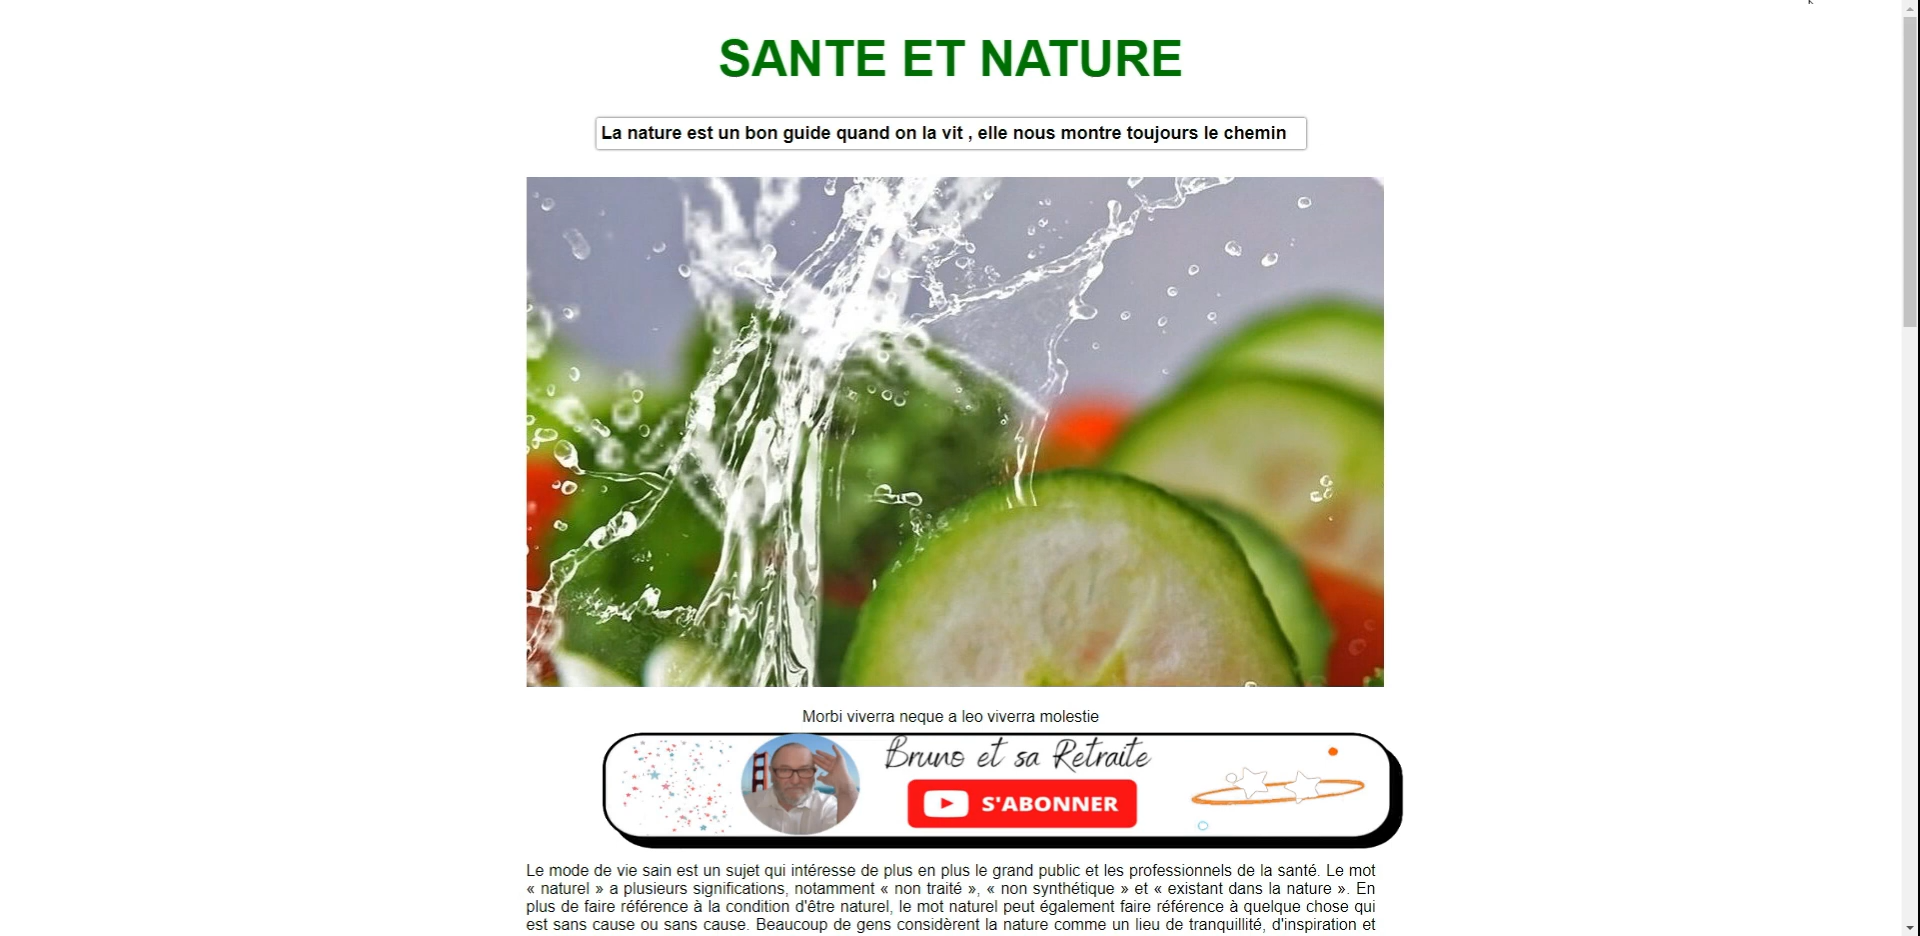 SANTE ET NATURE
La nature est un bon guide quand on la vit , elle nous montre toujours le chemin
Morbi viverra neque a leo viverra molestie
Bruno et sa Retraite
S'ABONNER
Le mode de vie sain est un sujet qui intéresse de plus en plus le grand public et les professionnels de la santé. Le mot
« naturel » a plusieurs significations, notamment « non traité », « non synthétique » et « existant dans la nature ». En
plus de faire référence à la condition d'être naturel, le mot naturel peut également faire référence à quelque chose qui
est sans cause ou sans cause. Beaucoup de gens considèrent la nature comme un lieu de tranquillité, d'inspiration et